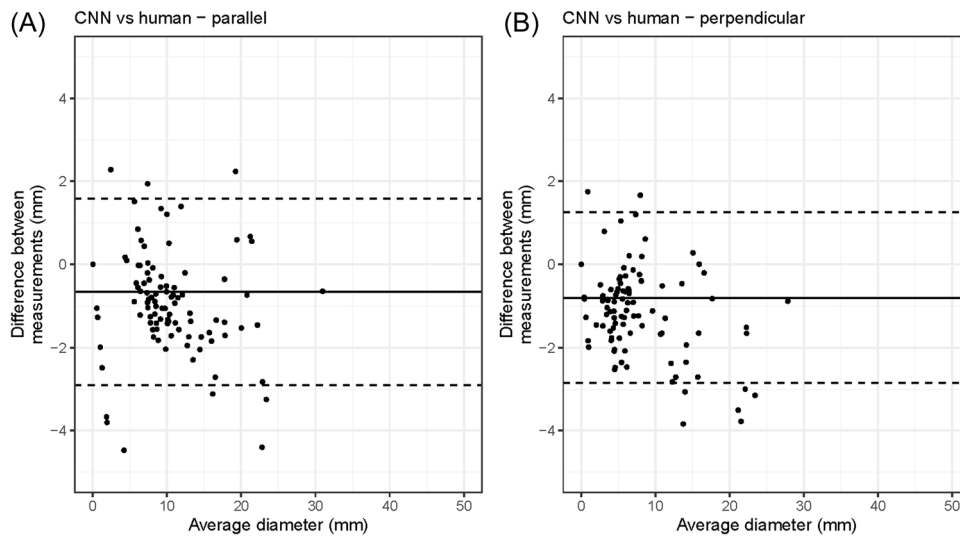 (A) CNN vs human – parallel
Difference between
measurements (mm)
4
2
0
−2
−4
0 10 20 30 40 50
Average diameter (mm)
(B) CNN vs human – perpendicular
Difference between
measurements (mm)
4
2
0
−2
−4
0 10 20 30 40 50
Average diameter (mm)